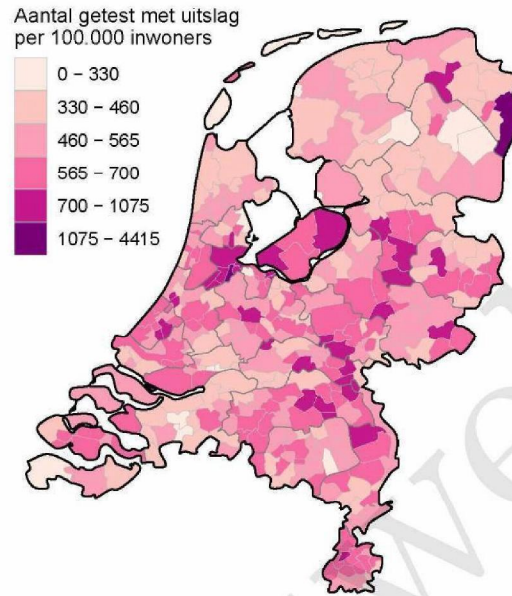 Aantal getest met uitslag
per 100.000 inwoners
0 – 330
330 – 460
460 – 565
565 – 700
700 – 1075
1075 – 4415